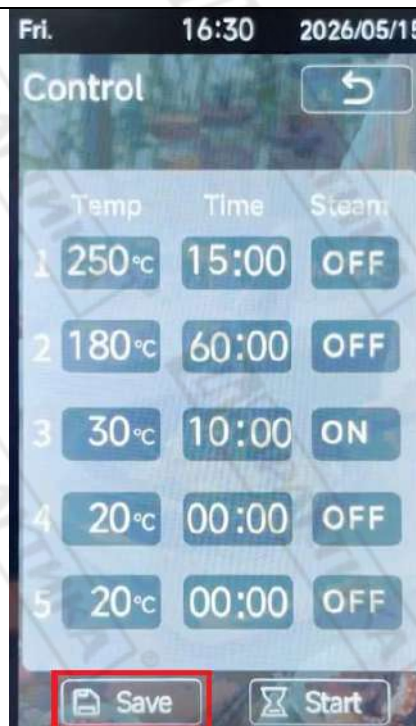 Fri. 16:30 2026/05/15
Control
Temp Time Steam
1 250°C 15:00 OFF
2 180°C 60:00 OFF
3 30°C 10:00 ON
4 20°C 00:00 OFF
5 20°C 00:00 OFF
Save Start